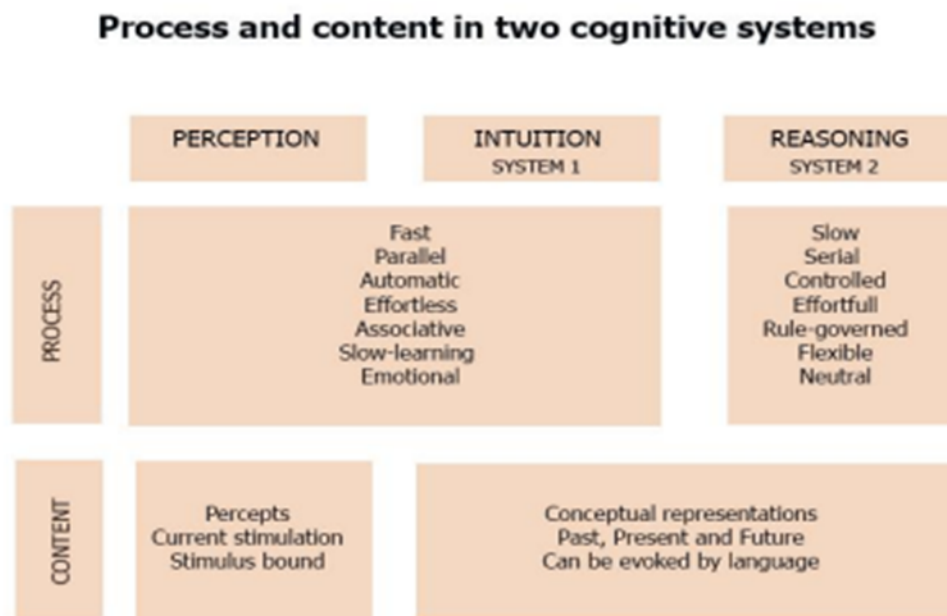 Process and content in two cognitive systems
PERCEPTION
INTUITION
SYSTEM 1
REASONING
SYSTEM 2
PROCESS
Fast
Parallel
Automatic
Effortless
Associative
Slow-learning
Emotional
Slow
Serial
Controlled
Effortfull
Rule-governed
Flexible
Neutral
CONTENT
Percepts
Current stimulation
Stimulus bound
Conceptual representations
Past, Present and Future
Can be evoked by language